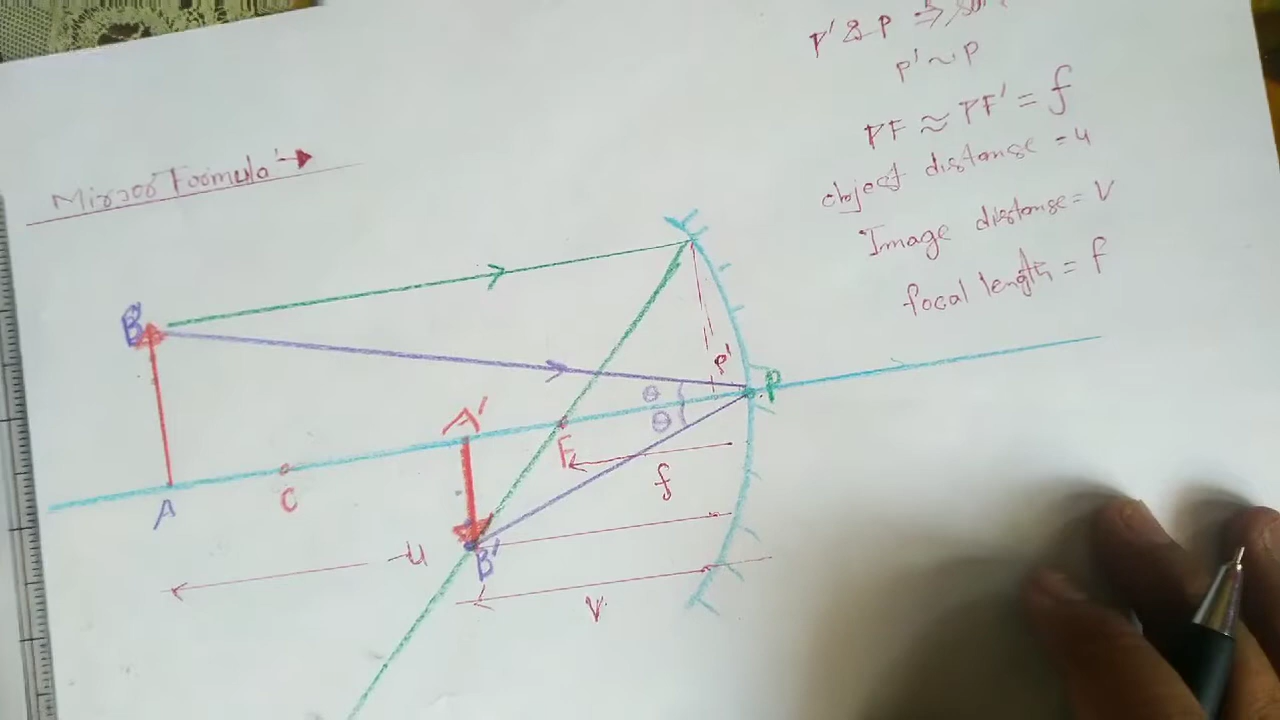 P' & P ⇒
P' ~ P
PF ≈ PF' = f
object distanse = u
Image distanse = V
focal length = f
Mirror Formula →
B
P'
P
θ
θ
A'
F
f
C
A
-u
B'
V